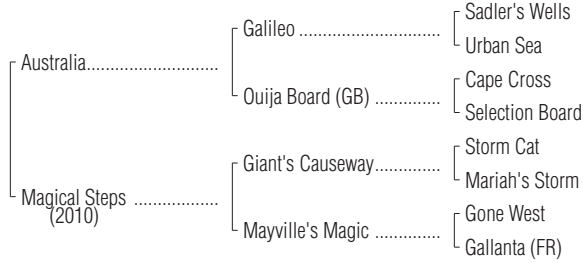 Sadler's Wells
Galileo ..................................
Urban Sea
Australia................................
Cape Cross
Ouija Board (GB) ...............
Selection Board
Storm Cat
Giant's Causeway...............
Mariah's Storm
Magical Steps ....................
(2010)
Gone West
Mayville's Magic ...............
Gallanta (FR)